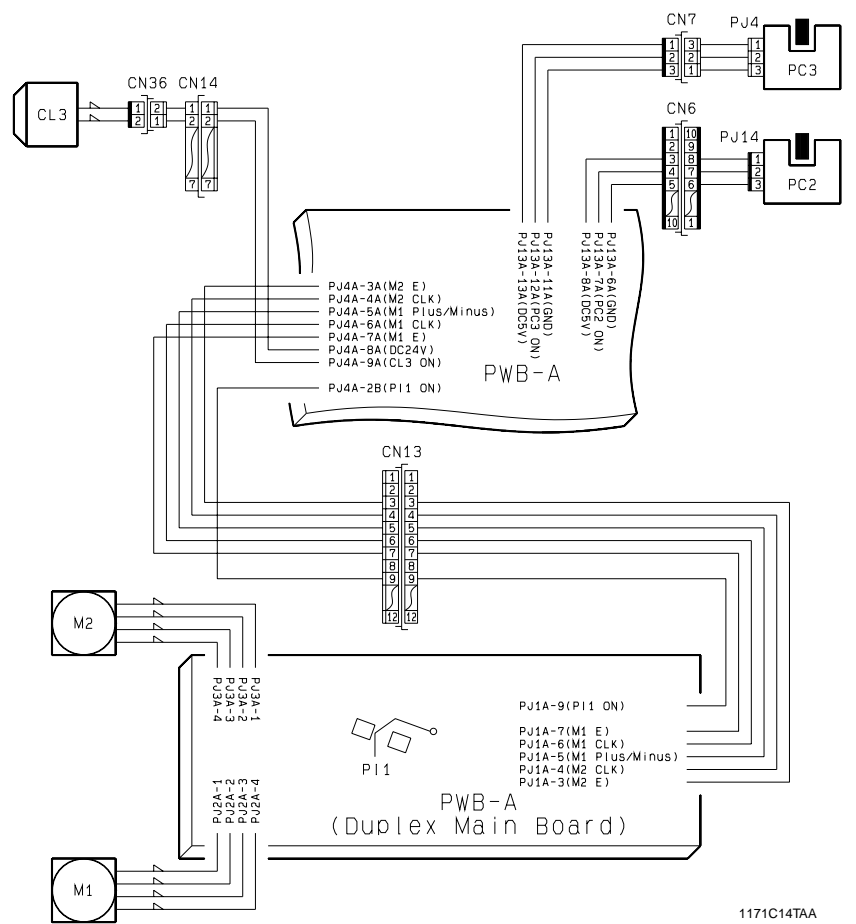 CN7
PJ4
1 3
2 2
3 1
1
2
3
PC3
CN36
CN14
CL3
1 2
2 1
1 1
2 2
7 7
CN6
PJ14
1 10
2 9
3 8
4 7
5 6
10 1
1
2
3
PC2
PJ13A-13A(DC5V)
PJ13A-12A(PC3 ON)
PJ13A-11A(GND)
PJ13A-8A(DC5V)
PJ13A-7A(PC2 ON)
PJ13A-6A(GND)
PJ4A-3A(M2 E)
PJ4A-4A(M2 CLK)
PJ4A-5A(M1 Plus/Minus)
PJ4A-6A(M1 CLK)
PJ4A-7A(M1 E)
PJ4A-8A(DC24V)
PJ4A-9A(CL3 ON)
PJ4A-2B(PI1 ON)
PWB-A
CN13
1 1
2 2
3 3
4 4
5 5
6 6
7 7
8 8
9 9
12 12
M2
PJ3A-4
PJ3A-3
PJ3A-2
PJ3A-1
PI1
PJ1A-9(PI1 ON)
PJ1A-7(M1 E)
PJ1A-6(M1 CLK)
PJ1A-5(M1 Plus/Minus)
PJ1A-4(M2 CLK)
PJ1A-3(M2 E)
PJ2A-1
PJ2A-2
PJ2A-3
PJ2A-4
PWB-A
(Duplex Main Board)
M1
1171C14TAA